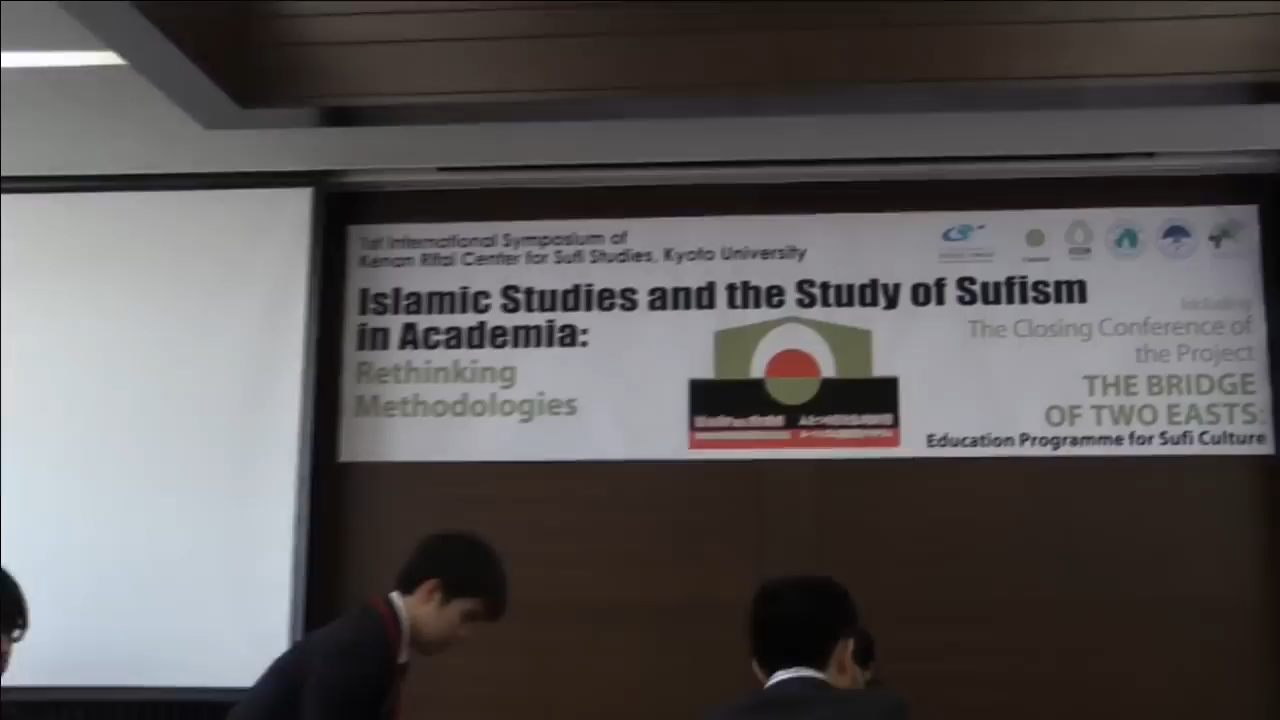 1st International Symposium of
Kenan Rifai Center for Sufi Studies, Kyoto University
Islamic Studies and the Study of Sufism
in Academia:
Rethinking
Methodologies
Including
The Closing Conference of
the Project
THE BRIDGE
OF TWO EASTS:
Education Programme for Sufi Culture